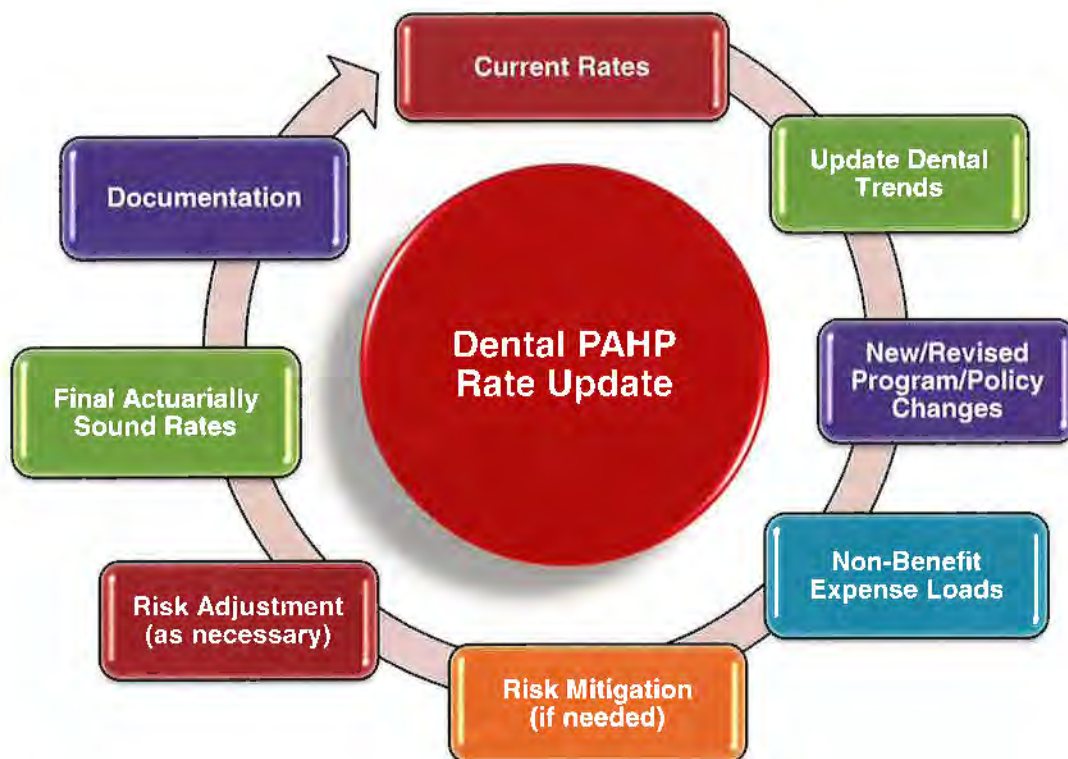 Current Rates
Update Dental
Trends
New/Revised
Program/Policy
Changes
Non-Benefit
Expense Loads
Risk Mitigation
(if needed)
Risk Adjustment
(as necessary)
Final Actuarially
Sound Rates
Documentation
Dental PAHP
Rate Update